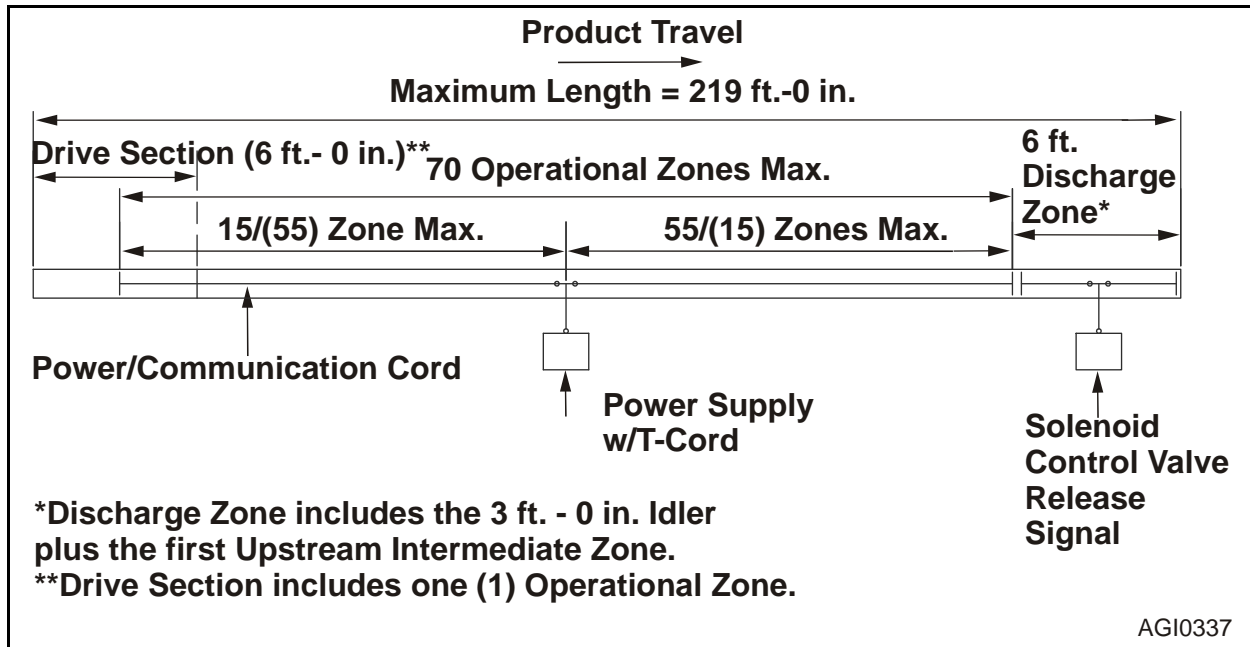 Product Travel
Maximum Length = 219 ft.-0 in.
Drive Section (6 ft.- 0 in.)**
70 Operational Zones Max.
6 ft.
Discharge
Zone*
15/(55) Zone Max.
55/(15) Zones Max.
Power/Communication Cord
Power Supply
w/T-Cord
Solenoid
Control Valve
Release
Signal
*Discharge Zone includes the 3 ft. - 0 in. Idler
plus the first Upstream Intermediate Zone.
**Drive Section includes one (1) Operational Zone.
AGI0337